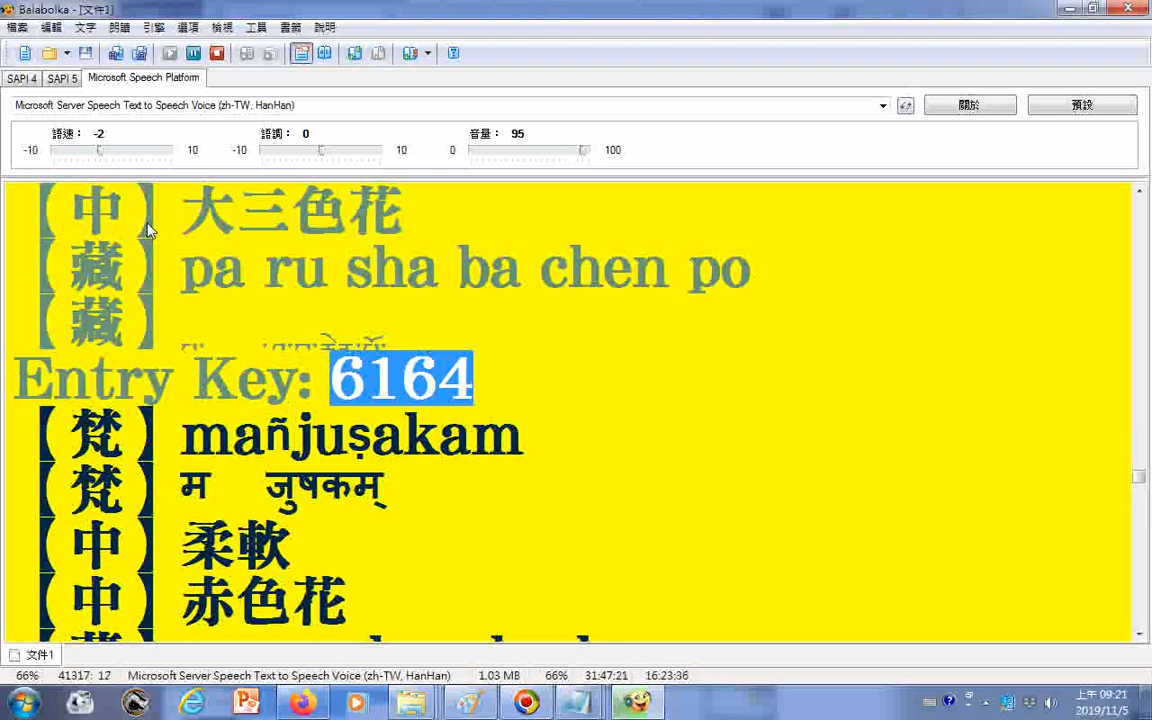 Balabolka - [文件1]
檔案 編輯 文字 朗讀 引擎 選項 檢視 工具 書籤 說明
SAPI 4 SAPI 5 Microsoft Speech Platform
Microsoft Server Speech Text to Speech Voice (zh-TW, HanHan) 關於 預設
語速： -2 語調： 0 音量： 95
-10 10 -10 10 0 100
【中】大三色花
【藏】pa ru sha ba chen po
【藏】
Entry Key: 6164
【梵】mañjuṣakam
【梵】म जुषकम्
【中】柔軟
【中】赤色花
文件1
66% 41317: 12 Microsoft Server Speech Text to Speech Voice (zh-TW, HanHan) 1.03 MB 66% 31:47:21 16:23:36
上午 09:21
2019/11/5